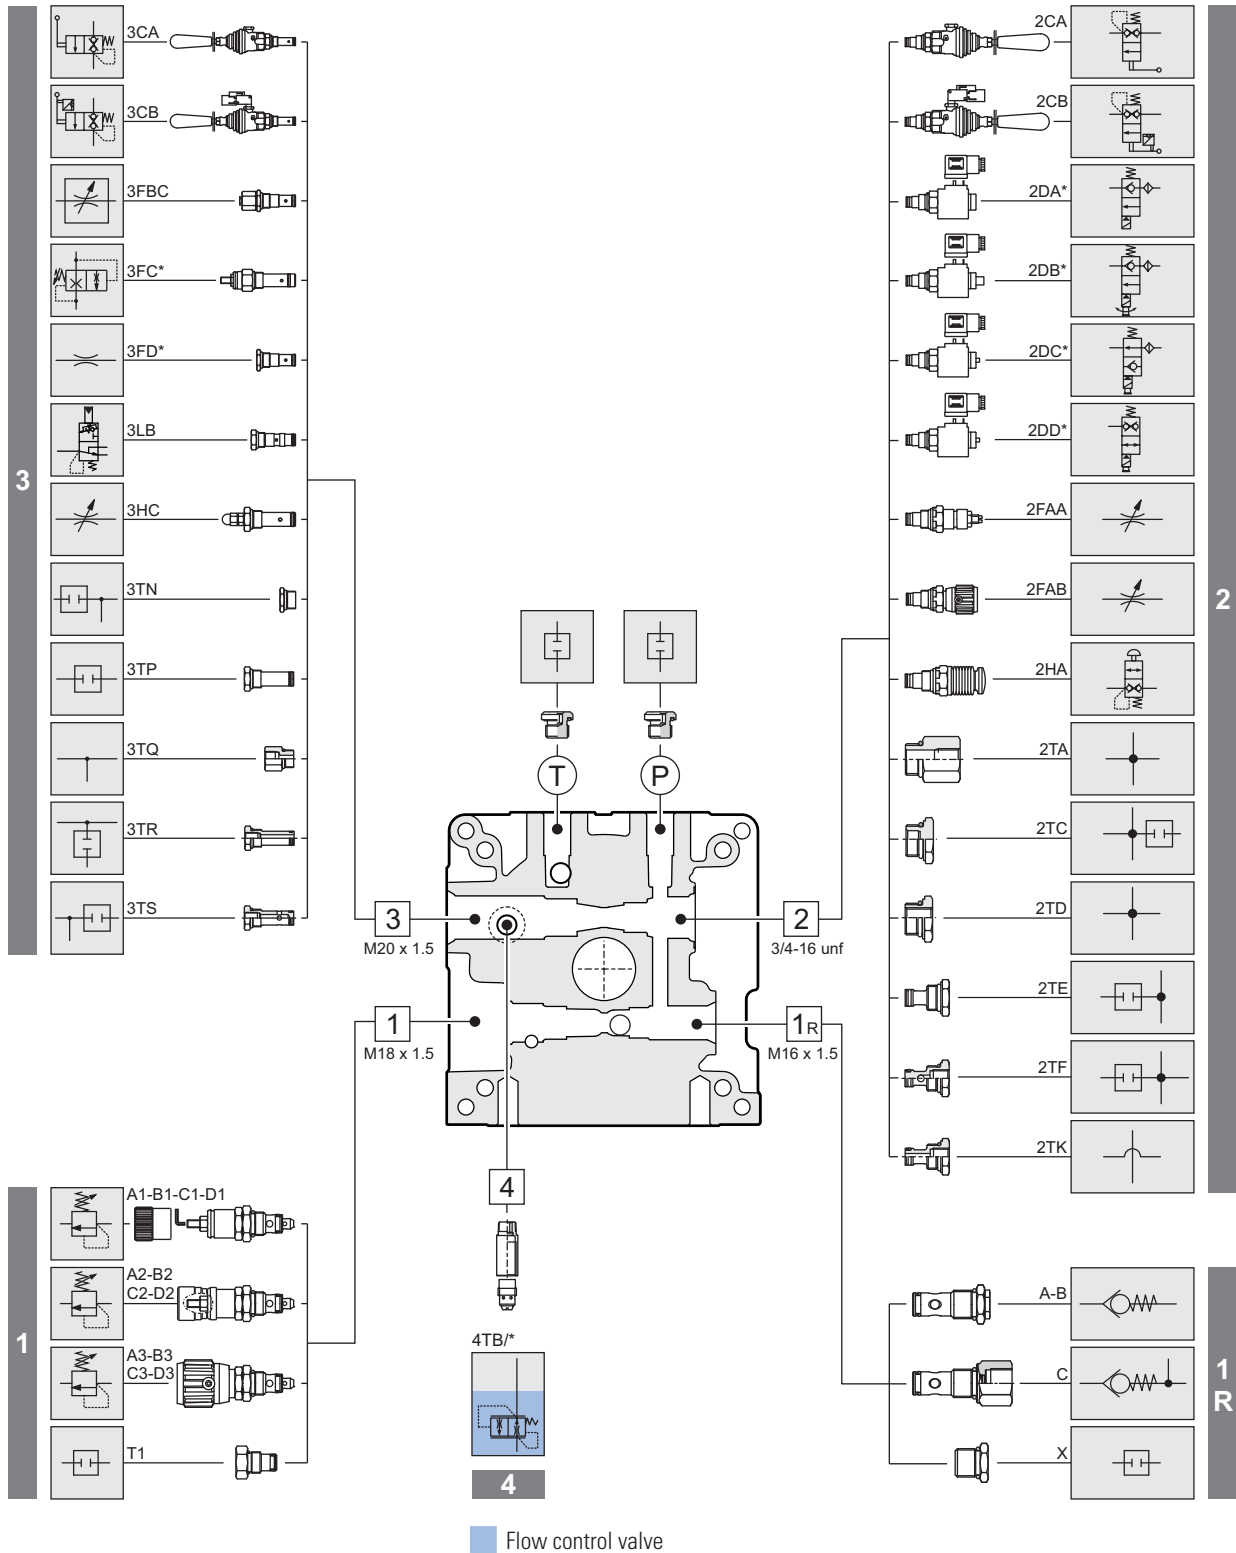 3
3CA
3CB
3FBC
3FC*
3FD*
3LB
3HC
3TN
3TP
3TQ
3TR
3TS
2CA
2CB
2DA*
2DB*
2DC*
2DD*
2FAA
2FAB
2HA
2TA
2TC
2TD
2TE
2TF
2TK
2
T
P
3
M20 x 1.5
2
3/4-16 unf
1
M18 x 1.5
1R
M16 x 1.5
4
4TB/*
4
1
A1-B1-C1-D1
A2-B2
C2-D2
A3-B3
C3-D3
T1
A-B
C
X
1
R
Flow control valve